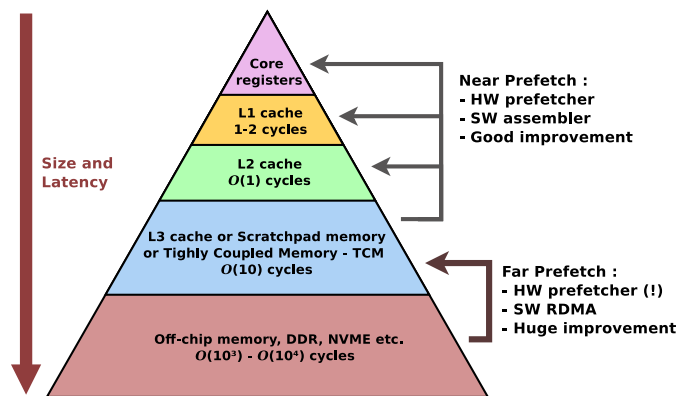 Core
registers
L1 cache
1-2 cycles
L2 cache
O(1) cycles
L3 cache or Scratchpad memory
or Tighly Coupled Memory - TCM
O(10) cycles
Off-chip memory, DDR, NVME etc.
O(10³) - O(10⁴) cycles
Size and
Latency
Near Prefetch :
- HW prefetcher
- SW assembler
- Good improvement
Far Prefetch :
- HW prefetcher (!)
- SW RDMA
- Huge improvement